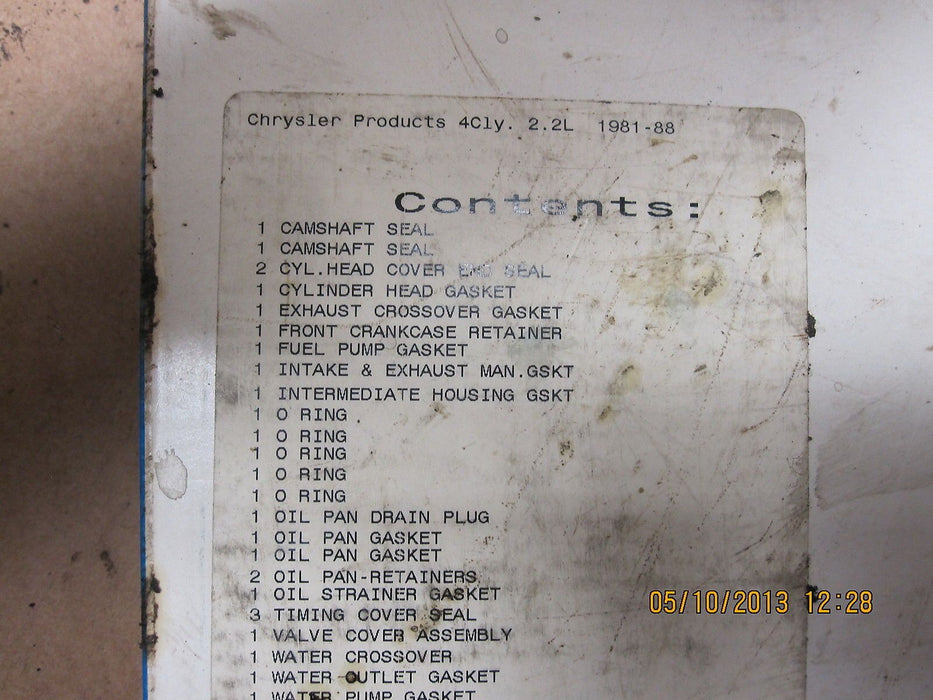 Chrysler Products 4Cly. 2.2L 1981-88
Contents:
1 CAMSHAFT SEAL
1 CAMSHAFT SEAL
2 CYL.HEAD COVER END SEAL
1 CYLINDER HEAD GASKET
1 EXHAUST CROSSOVER GASKET
1 FRONT CRANKCASE RETAINER
1 FUEL PUMP GASKET
1 INTAKE & EXHAUST MAN.GSKT
1 INTERMEDIATE HOUSING GSKT
1 O RING
1 O RING
1 O RING
1 O RING
1 O RING
1 OIL PAN DRAIN PLUG
1 OIL PAN GASKET
1 OIL PAN GASKET
2 OIL PAN-RETAINERS
1 OIL STRAINER GASKET
3 TIMING COVER SEAL
1 VALVE COVER ASSEMBLY
1 WATER CROSSOVER
1 WATER OUTLET GASKET
1 WATER PUMP GASKET
05/10/2013 12:28